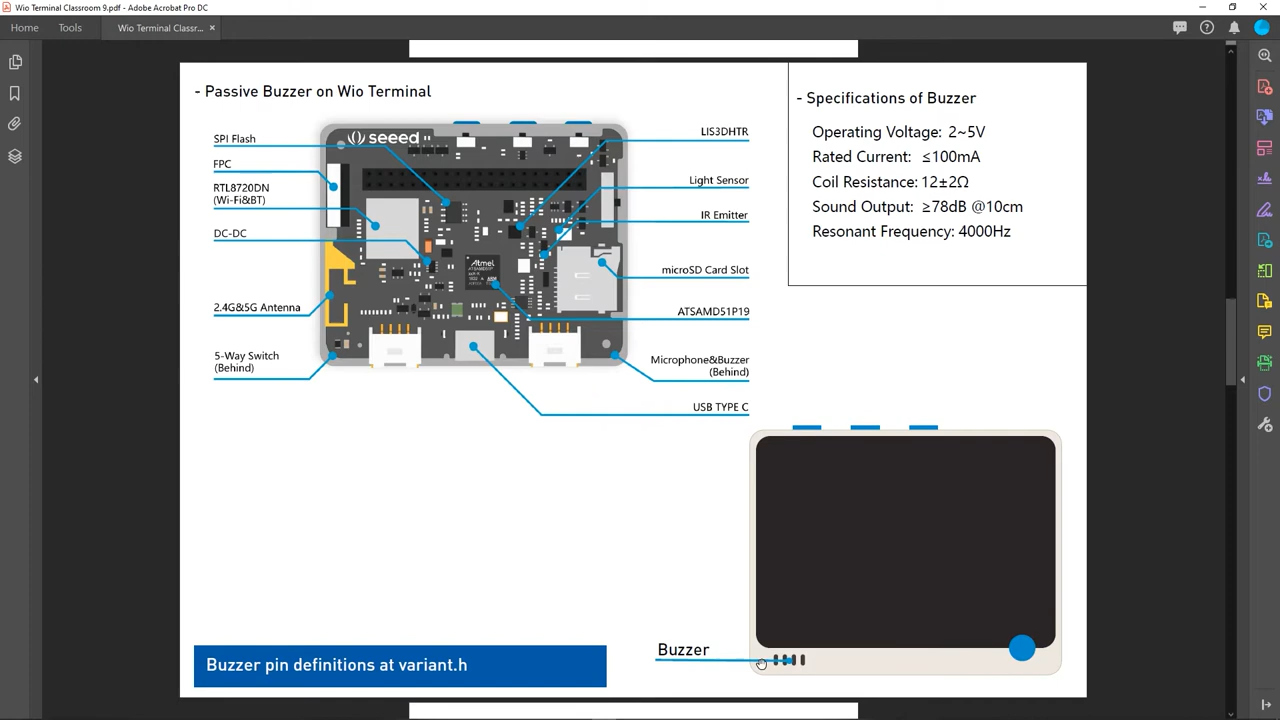 Wio Terminal Classroom 9.pdf - Adobe Acrobat Pro DC
Home
Tools
Wio Terminal Classr...
- Passive Buzzer on Wio Terminal
- Specifications of Buzzer
Operating Voltage: 2~5V
Rated Current: ≤100mA
Coil Resistance: 12±2Ω
Sound Output: ≥78dB @10cm
Resonant Frequency: 4000Hz
seeed
SPI Flash
FPC
RTL8720DN
(Wi-Fi&BT)
DC-DC
2.4G&5G Antenna
5-Way Switch
(Behind)
LIS3DHTR
Light Sensor
IR Emitter
microSD Card Slot
ATSAMD51P19
Microphone&Buzzer
(Behind)
USB TYPE C
Atmel
Buzzer
Buzzer pin definitions at variant.h